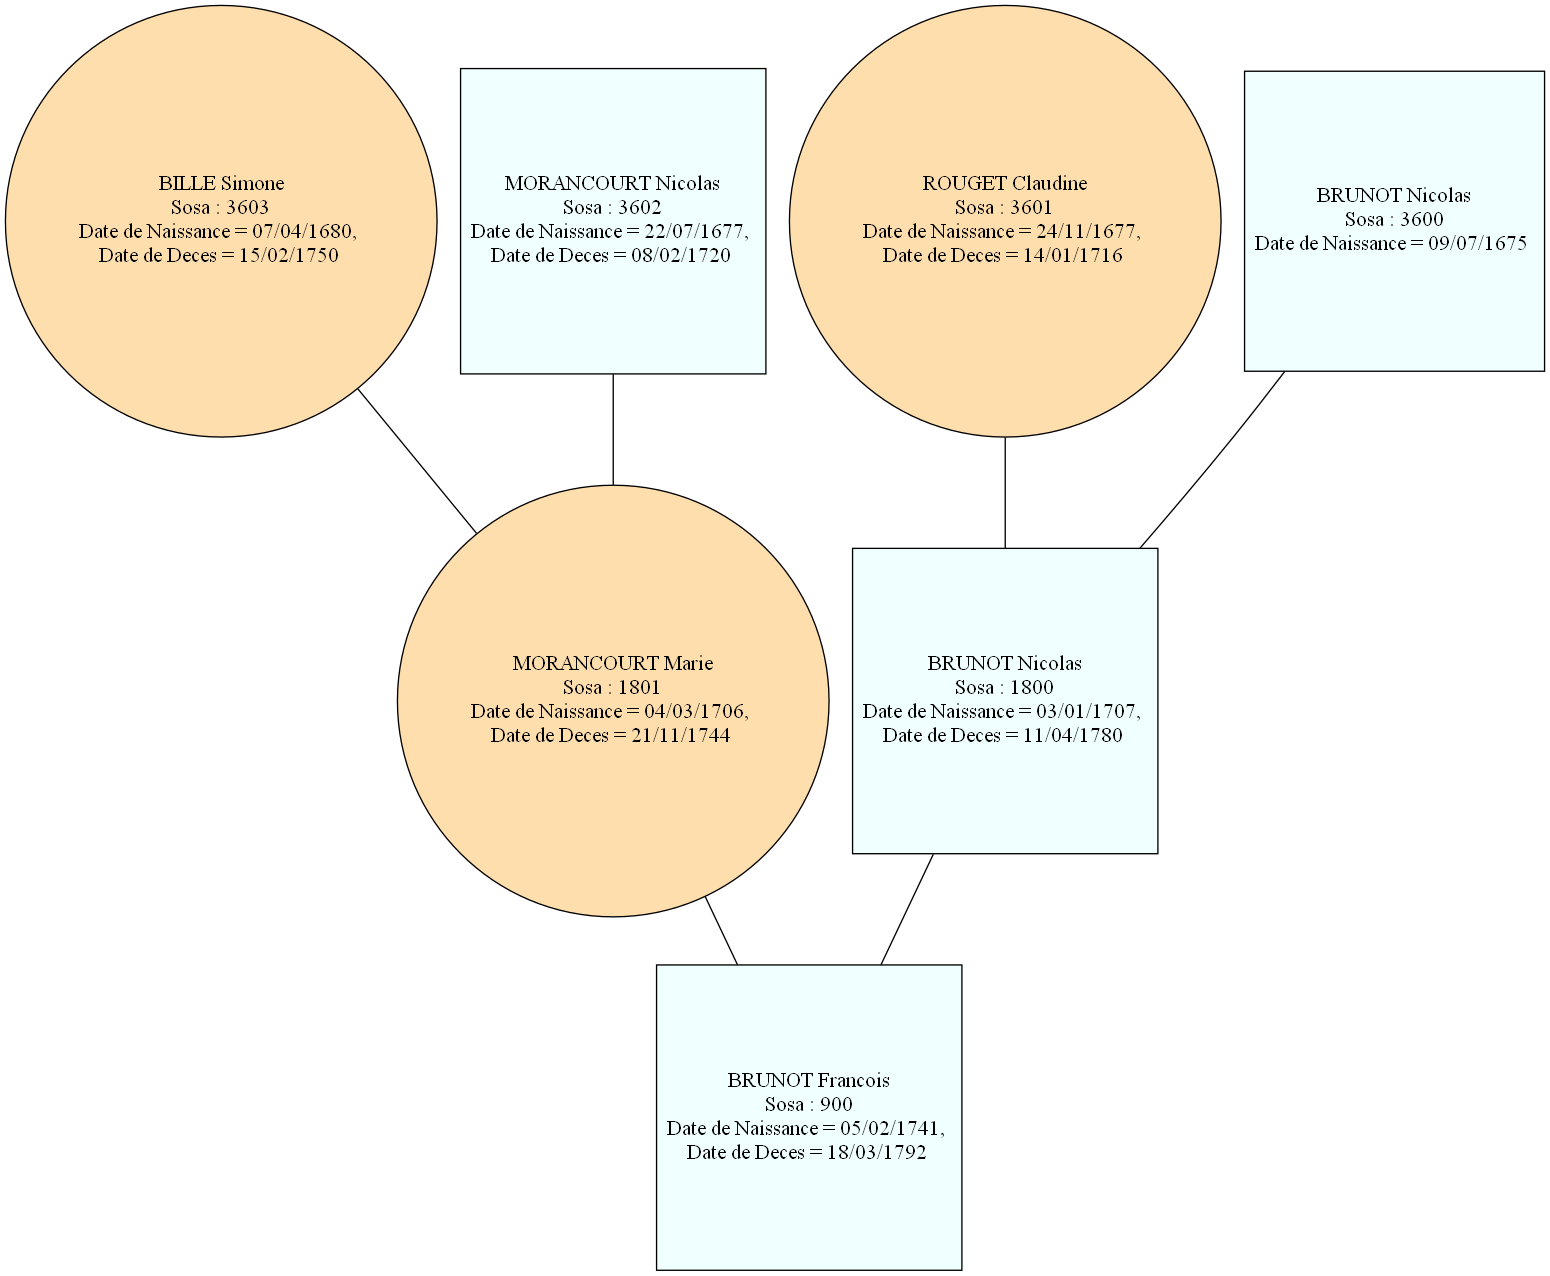 BILLE Simone
Sosa : 3603
Date de Naissance = 07/04/1680,
Date de Deces = 15/02/1750
MORANCOURT Nicolas
Sosa : 3602
Date de Naissance = 22/07/1677,
Date de Deces = 08/02/1720
ROUGET Claudine
Sosa : 3601
Date de Naissance = 24/11/1677,
Date de Deces = 14/01/1716
BRUNOT Nicolas
Sosa : 3600
Date de Naissance = 09/07/1675
MORANCOURT Marie
Sosa : 1801
Date de Naissance = 04/03/1706,
Date de Deces = 21/11/1744
BRUNOT Nicolas
Sosa : 1800
Date de Naissance = 03/01/1707,
Date de Deces = 11/04/1780
BRUNOT Francois
Sosa : 900
Date de Naissance = 05/02/1741,
Date de Deces = 18/03/1792